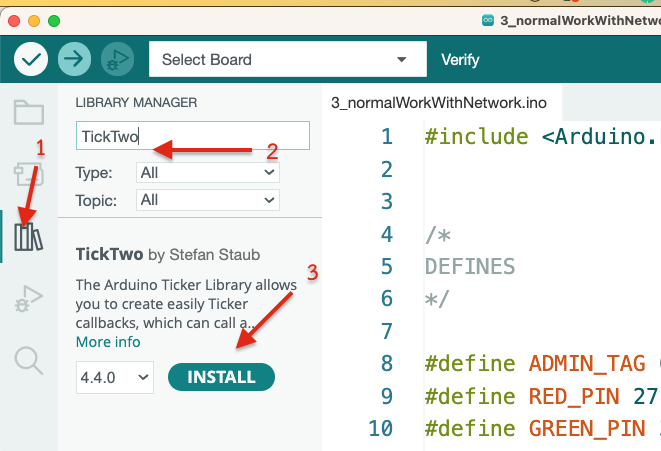 3_normalWorkWithNetwo
Select Board
Verify
LIBRARY MANAGER
3_normalWorkWithNetwork.ino
TickTwo
Type: All
Topic: All
TickTwo by Stefan Staub
The Arduino Ticker Library allows
you to create easily Ticker
callbacks, which can call a...
More info
4.4.0
INSTALL
1
2
3
1 #include <Arduino.
2
3
4 /*
5 DEFINES
6 */
7
8 #define ADMIN_TAG
9 #define RED_PIN 27
10 #define GREEN_PIN